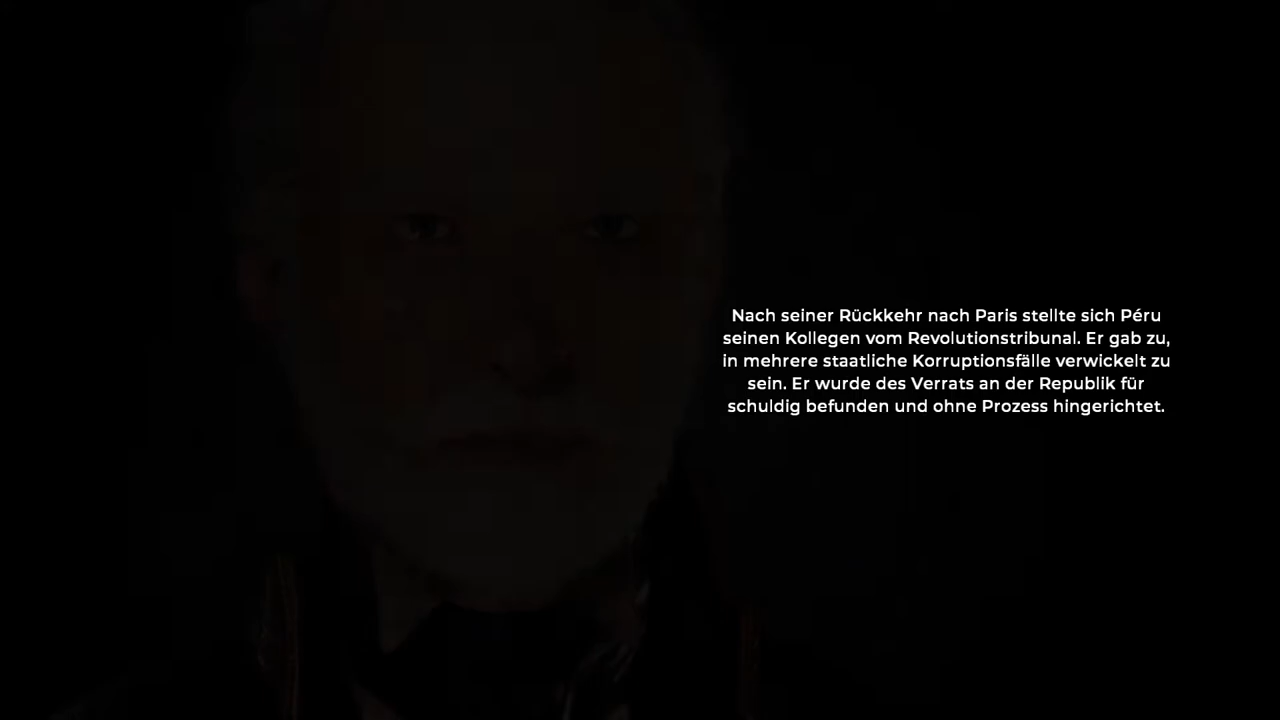 Nach seiner Rückkehr nach Paris stellte sich Péru
seinen Kollegen vom Revolutionstribunal. Er gab zu,
in mehrere staatliche Korruptionsfälle verwickelt zu
sein. Er wurde des Verrats an der Republik für
schuldig befunden und ohne Prozess hingerichtet.